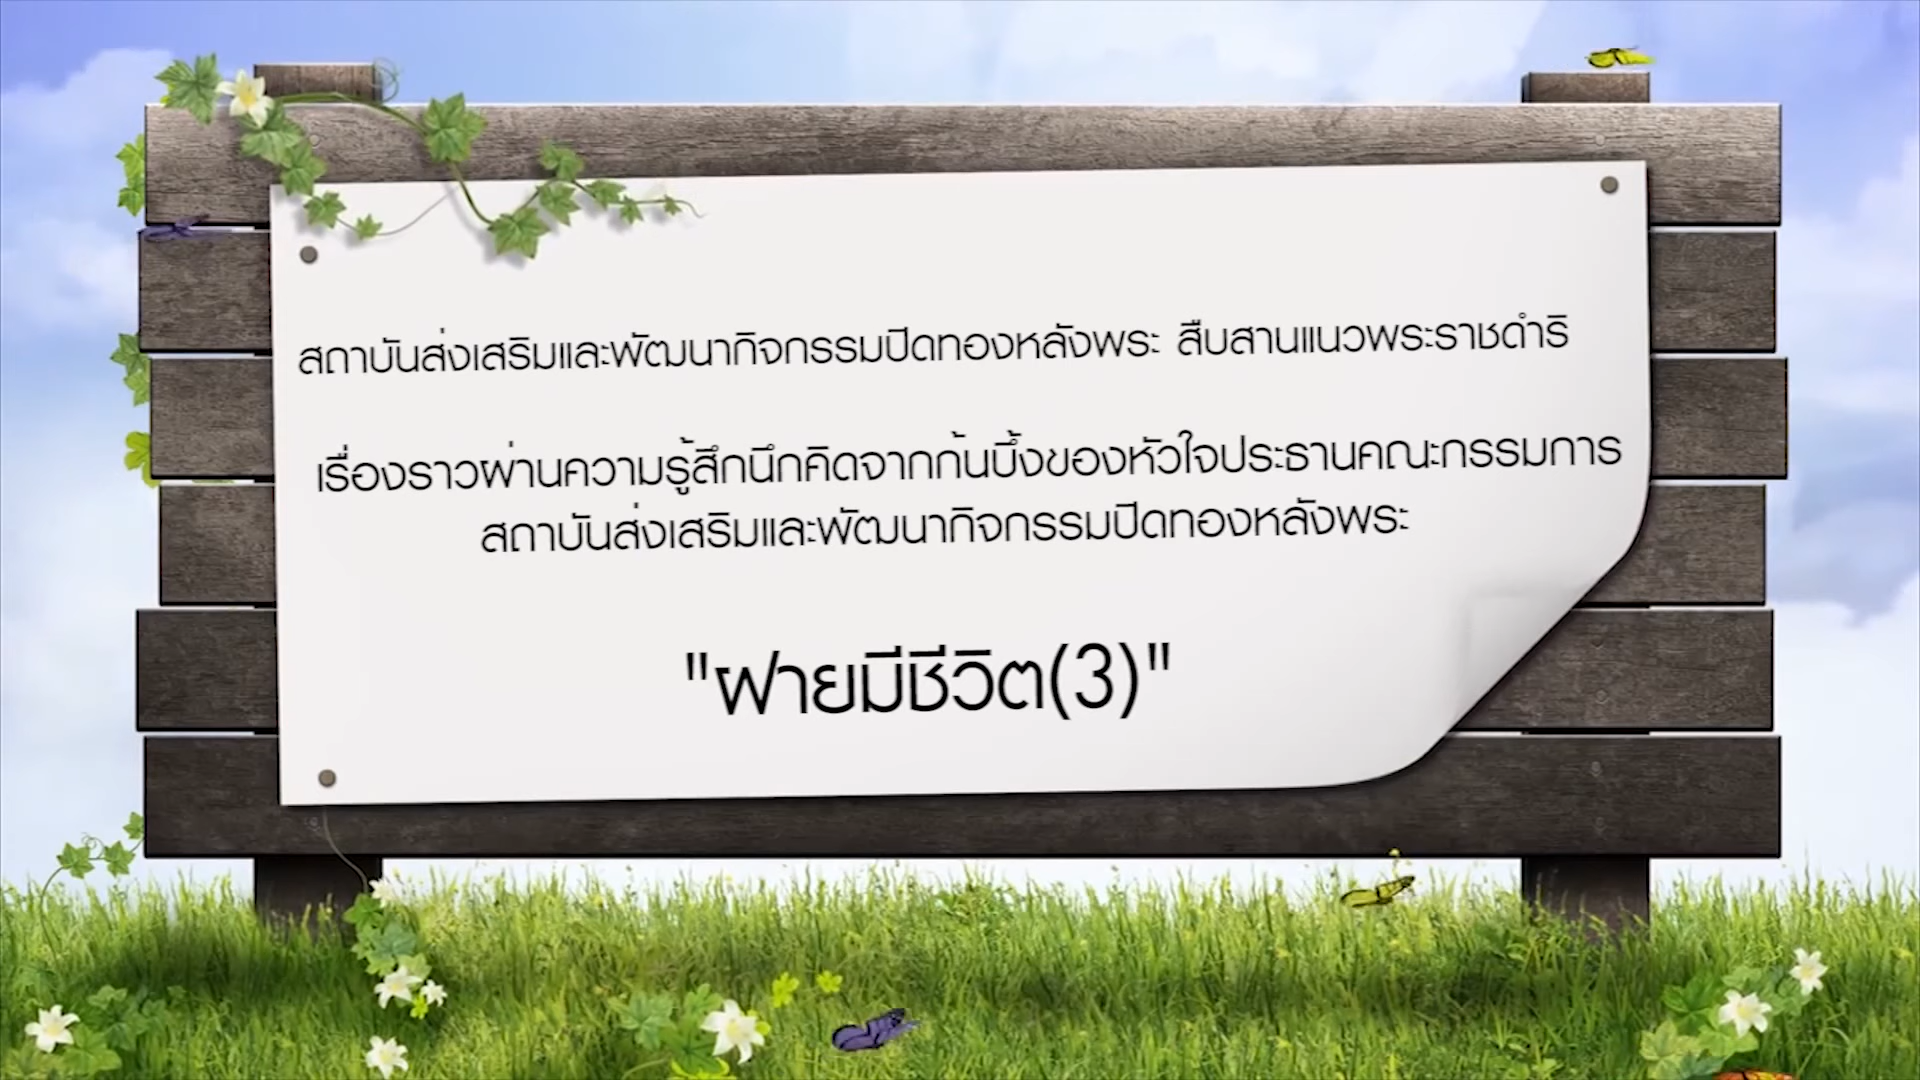 สถาบันส่งเสริมและพัฒนากิจกรรมปิดทองหลังพระ สืบสานแนวพระราชดำริ
เรื่องราวผ่านความรู้สึกนึกคิดจากก้นบึ้งของหัวใจประธานคณะกรรมการ
สถาบันส่งเสริมและพัฒนากิจกรรมปิดทองหลังพระ
"ฝายมีชีวิต(3)"